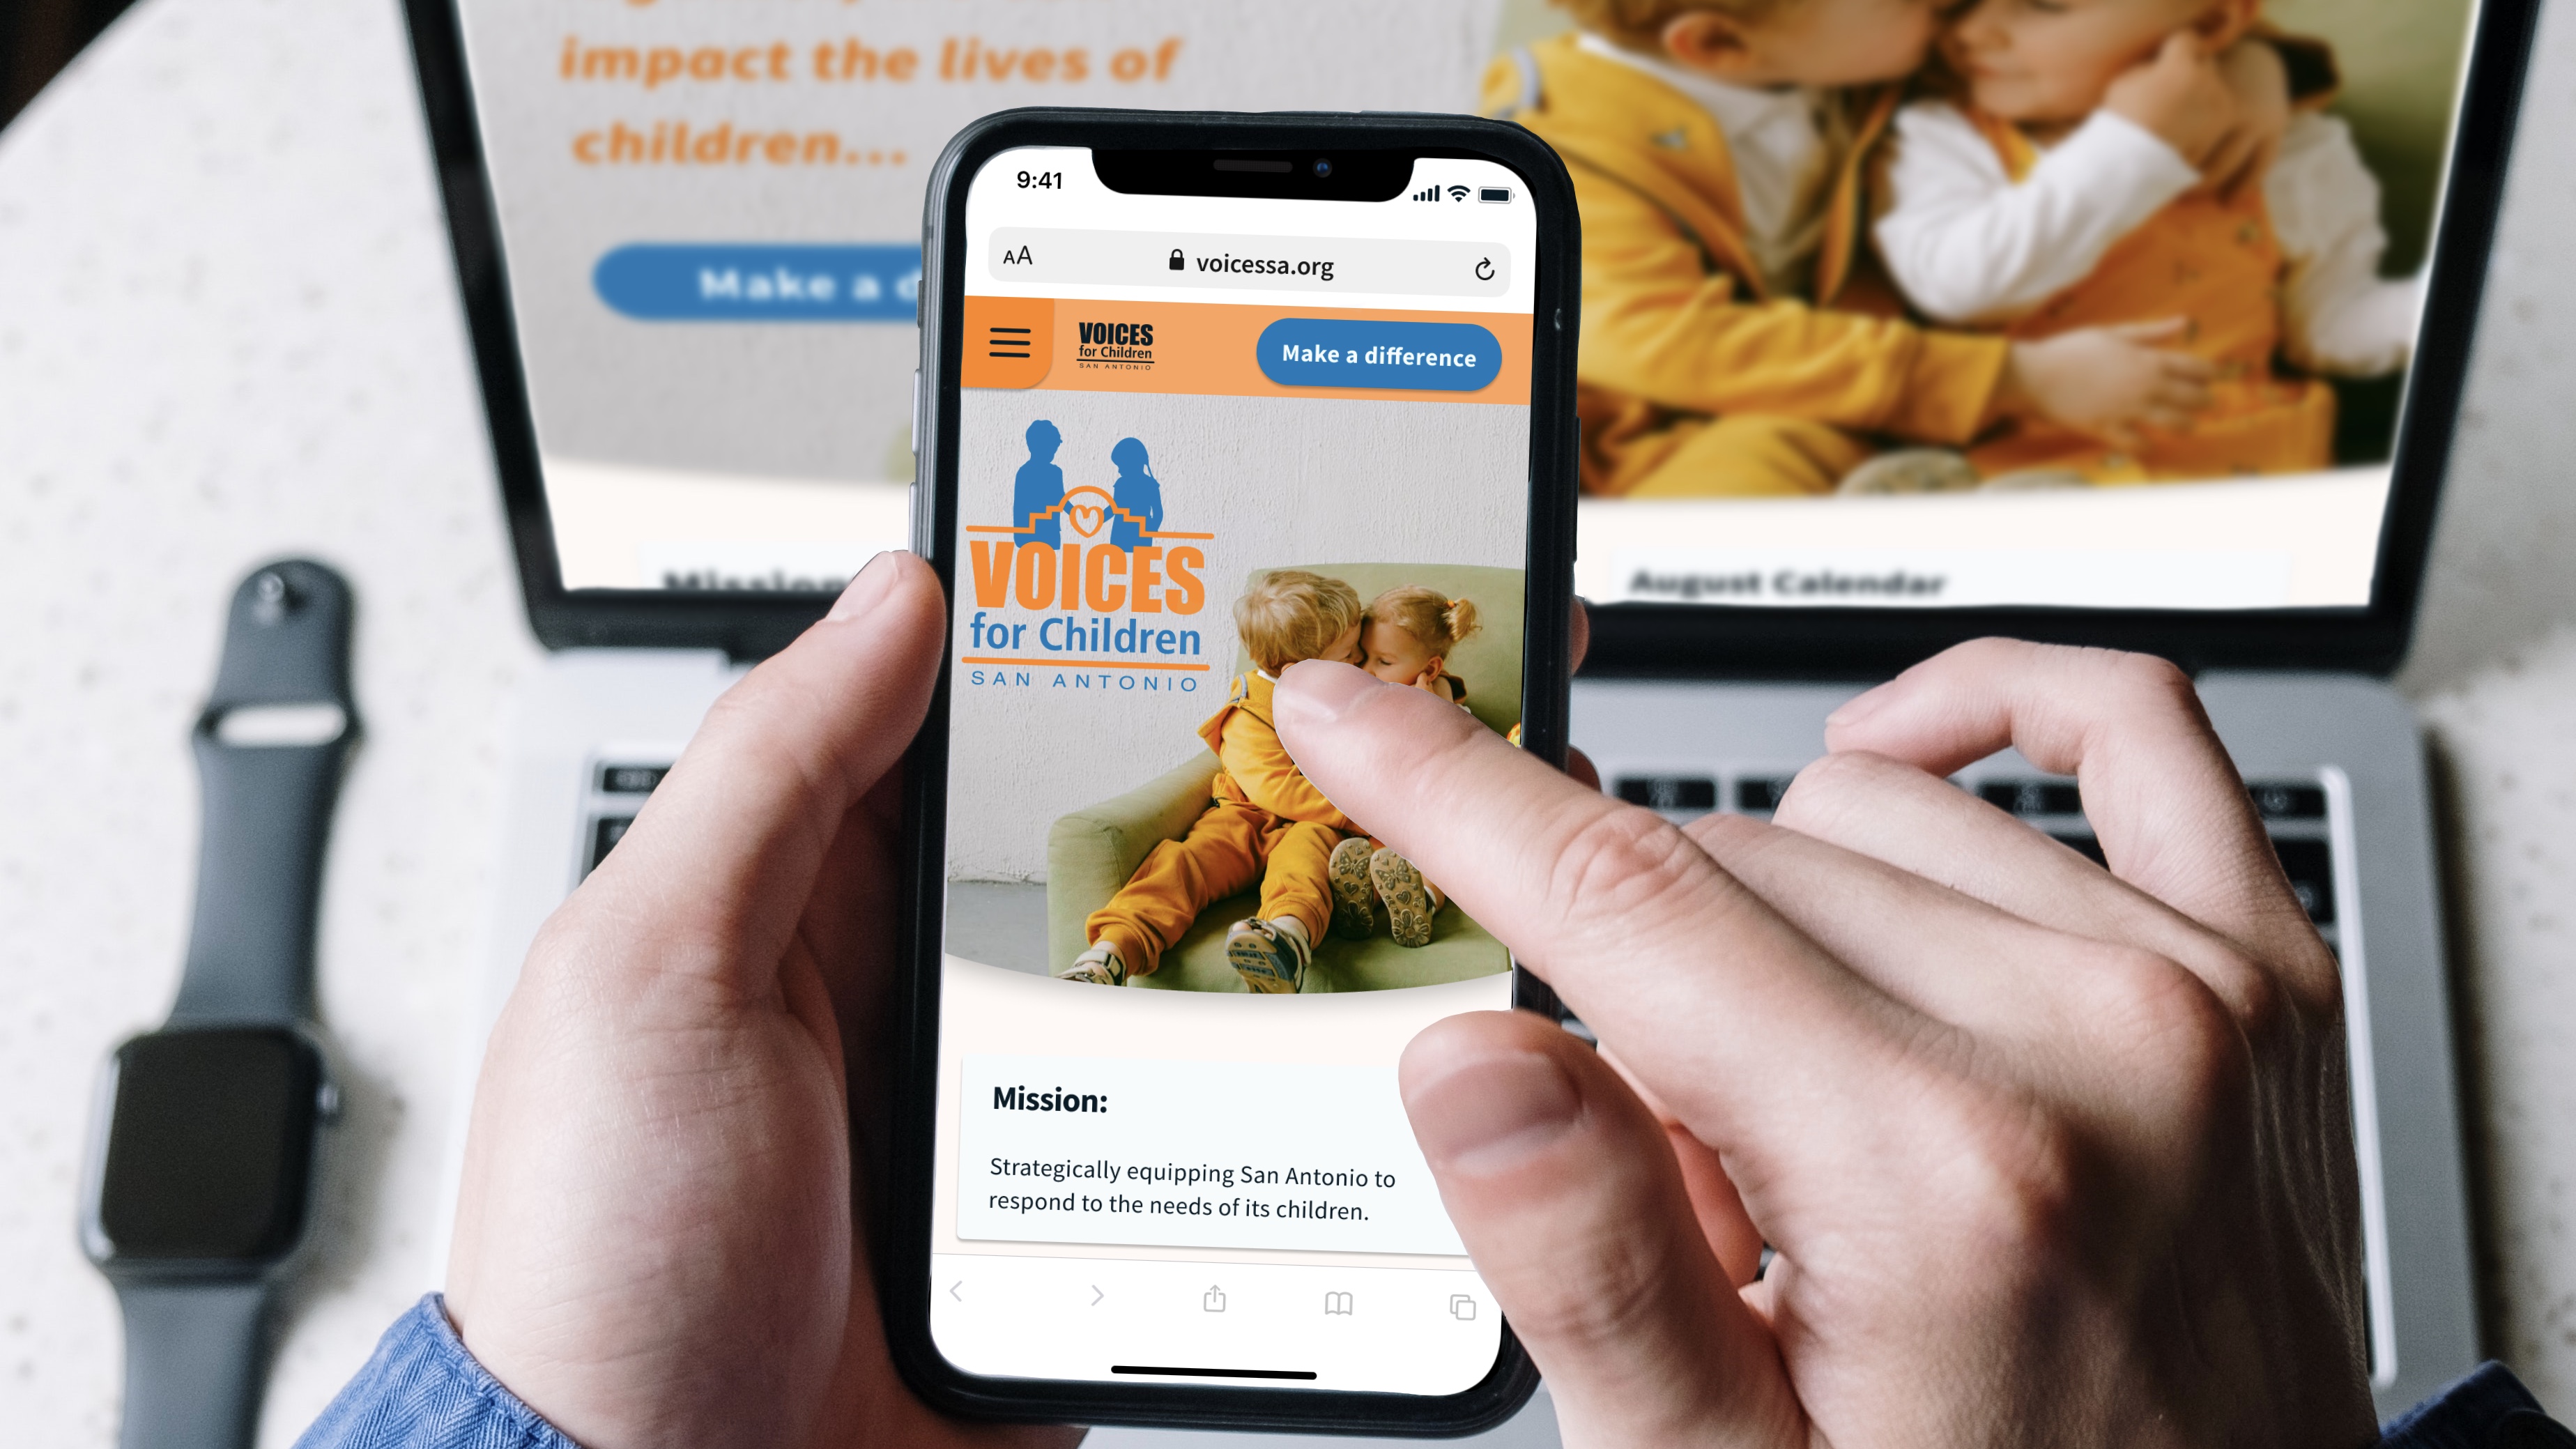 impact the lives of
children...
Make a
Mission
August Calendar
9:41
AA
voicessa.org
VOICES
for Children
SAN ANTONIO
Make a difference
VOICES
for Children
SAN ANTONIO
Mission:
Strategically equipping San Antonio to
respond to the needs of its children.